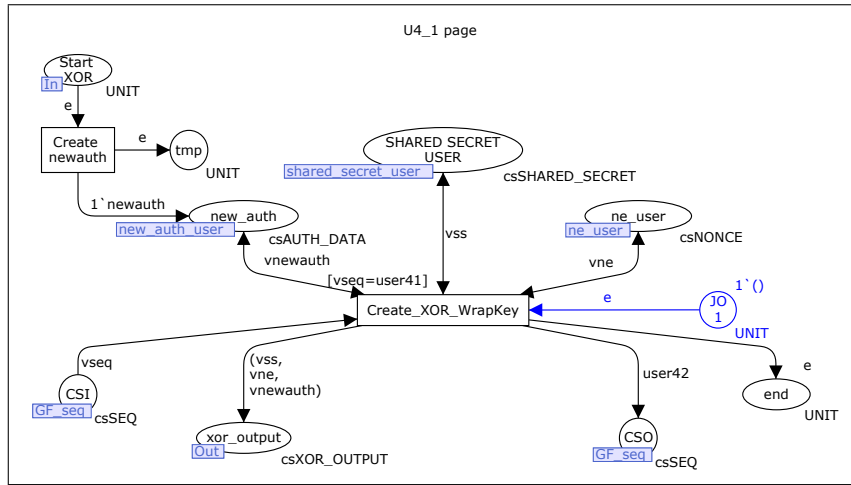 U4_1 page
Start
XOR
In
UNIT
e
Create
newauth
e
tmp
UNIT
SHARED SECRET
USER
shared_secret_user
csSHARED_SECRET
1`newauth
new_auth
new_auth_user
csAUTH_DATA
vnewauth
vss
ne_user
ne_user
csNONCE
vne
[vseq=user41]
Create_XOR_WrapKey
e
1`()
JO
1
UNIT
vseq
CSI
GF_seq
csSEQ
(vss,
vne,
vnewauth)
xor_output
Out
csXOR_OUTPUT
user42
CSO
GF_seq
csSEQ
e
end
UNIT